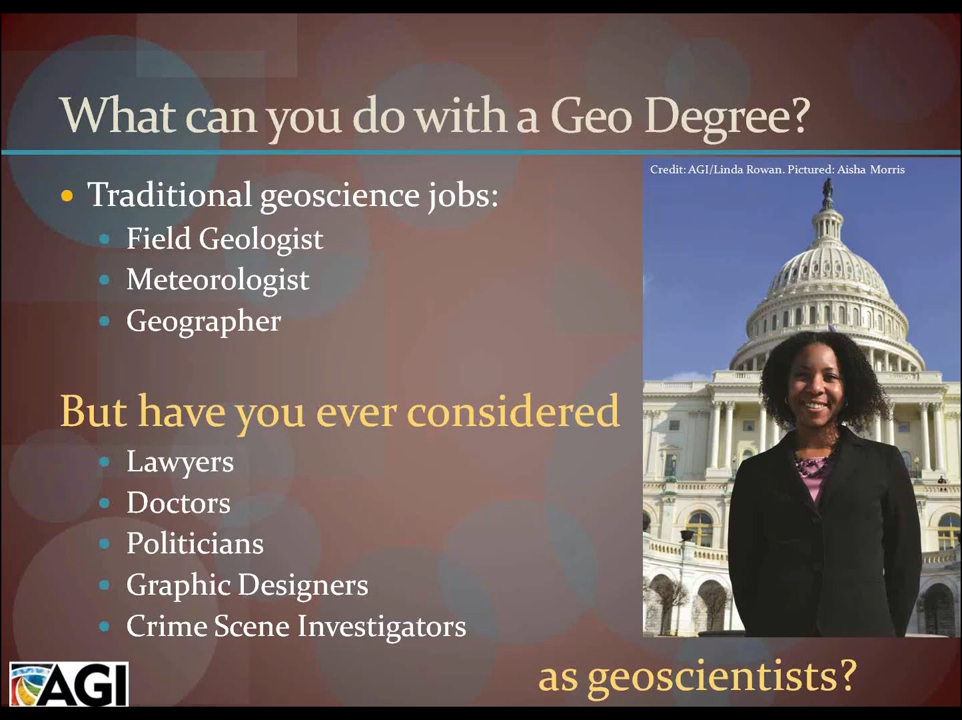 What can you do with a Geo Degree?
Credit: AGI/Linda Rowan. Pictured: Aisha Morris
Traditional geoscience jobs:
Field Geologist
Meteorologist
Geographer
But have you ever considered
Lawyers
Doctors
Politicians
Graphic Designers
Crime Scene Investigators
as geoscientists?
AGI